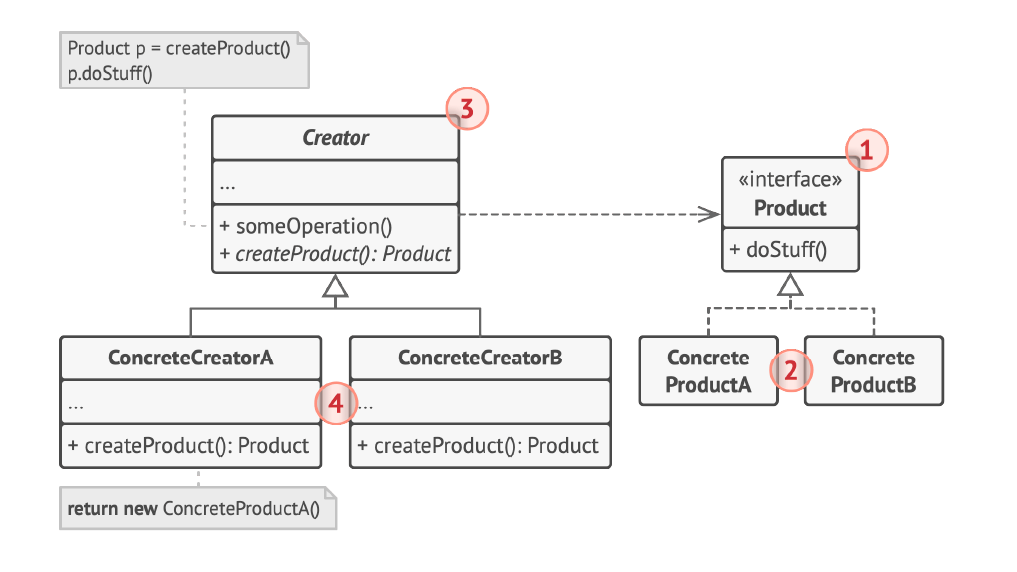 Product p = createProduct()
p.doStuff()
3
Creator
...
+ someOperation()
+ createProduct(): Product
1
«interface»
Product
+ doStuff()
ConcreteCreatorA
...
+ createProduct(): Product
4
ConcreteCreatorB
...
+ createProduct(): Product
Concrete
ProductA
2
Concrete
ProductB
return new ConcreteProductA()